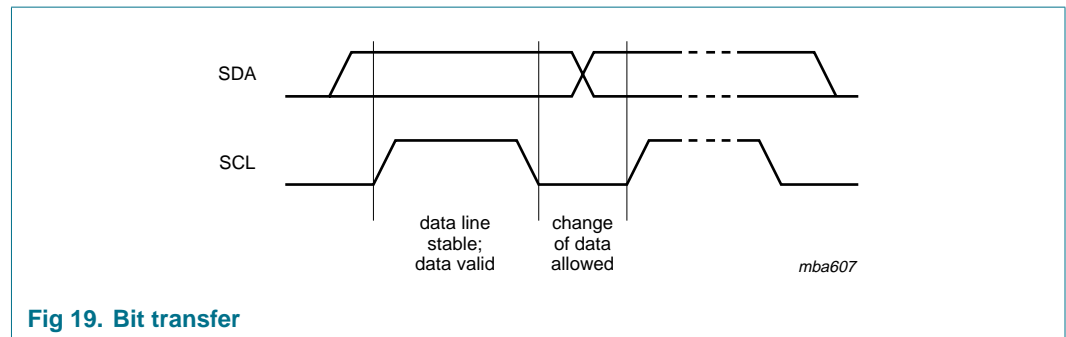 SDA
SCL
data line
stable;
data valid
change
of data
allowed
mba607
Fig 19. Bit transfer